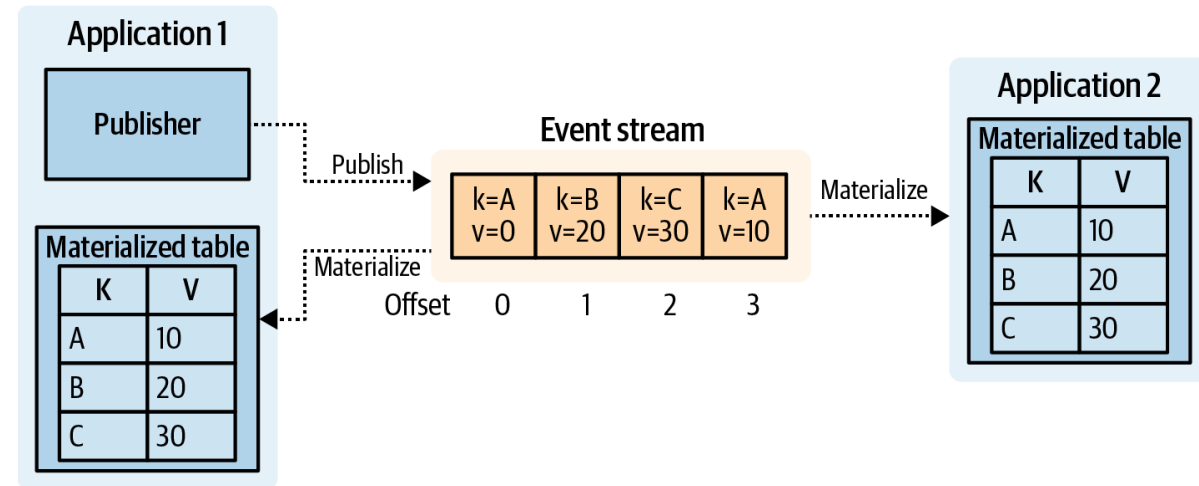 Application 1
Publisher
Publish
Materialized table
K V
A 10
B 20
C 30
Materialize
Event stream
k=A k=B k=C k=A
v=0 v=20 v=30 v=10
Offset 0 1 2 3
Materialize
Application 2
Materialized table
K V
A 10
B 20
C 30